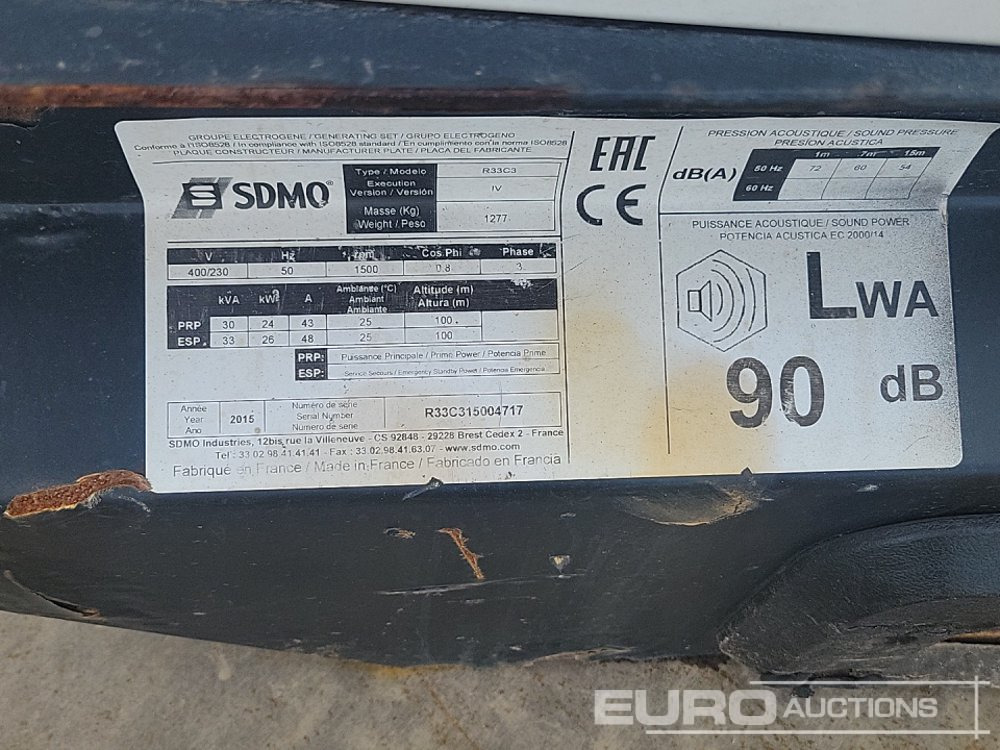 GROUPE ELECTROGENE / GENERATING SET / GRUPO ELECTROGENO
Conforme à l'ISO8528 / In compliance with ISO8528 standard / En cumplimiento con la norma ISO8528
PLAQUE CONSTRUCTEUR / MANUFACTURER PLATE / PLACA DEL FABRICANTE
SDMO
Type / Modelo R33C3
Execution
Version / Versión IV
Masse (Kg)
Weight / Peso 1277
V Hz rpm Cos Phi Phase
400/230 50 1500 0.8 3
kVA kW A Ambiante (°C)
Ambiant
Ambiante Altitude (m)
Altura (m)
PRP 30 24 43 25 100
ESP 33 26 48 25 100
PRP: Puissance Principale / Prime Power / Potencia Prime
ESP: Service Secours / Emergency Standby Power / Potencia Emergencia
Année
Year
Ano 2015 Numéro de série
Serial Number
Número de serie R33C315004717
SDMO Industries, 12bis,rue la Villeneuve - CS 92848 - 29228 Brest Cedex 2 - France
Tel : 33.02.98.41.41.41 - Fax : 33.02.98.41.63.07 - www.sdmo.com
Fabriqué en France / Made in France / Fabricado en Francia
EAC
CE
PRESSION ACOUSTIQUE / SOUND PRESSURE
PRESIÓN ACUSTICA
dB(A) 1m 7m 15m
50 Hz 72 60 54
60 Hz
PUISSANCE ACOUSTIQUE / SOUND POWER
POTENCIA ACUSTICA EC 2000/14
LWA
90 dB
EURO AUCTIONS